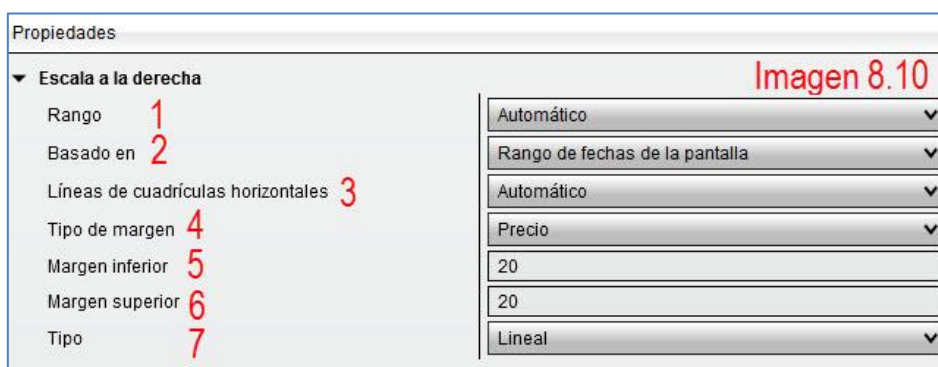 Propiedades
Escala a la derecha Imagen 8.10
Rango 1 Automático
Basado en 2 Rango de fechas de la pantalla
Líneas de cuadrículas horizontales 3 Automático
Tipo de margen 4 Precio
Margen inferior 5 20
Margen superior 6 20
Tipo 7 Lineal